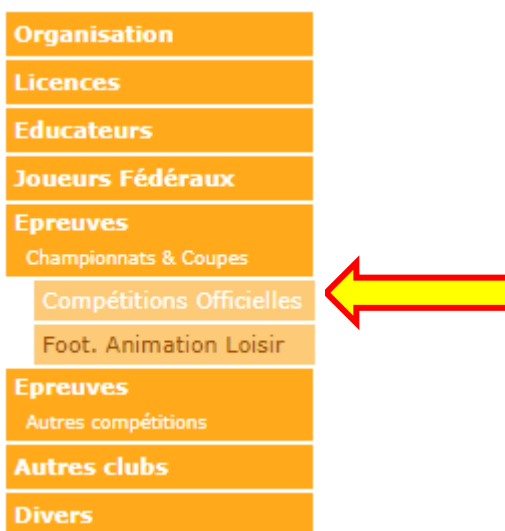 Organisation
Licences
Educateurs
Joueurs Fédéraux
Epreuves
Championnats & Coupes
Compétitions Officielles
Foot. Animation Loisir
Epreuves
Autres compétitions
Autres clubs
Divers